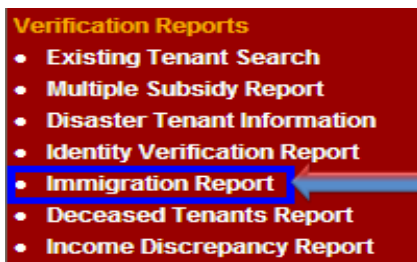 Verification Reports
• Existing Tenant Search
• Multiple Subsidy Report
• Disaster Tenant Information
• Identity Verification Report
• Immigration Report
• Deceased Tenants Report
• Income Discrepancy Report